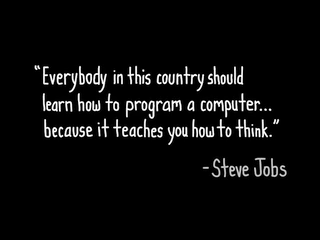 “Everybody in this country should
learn how to program a computer...
because it teaches you how to think.”
-Steve Jobs